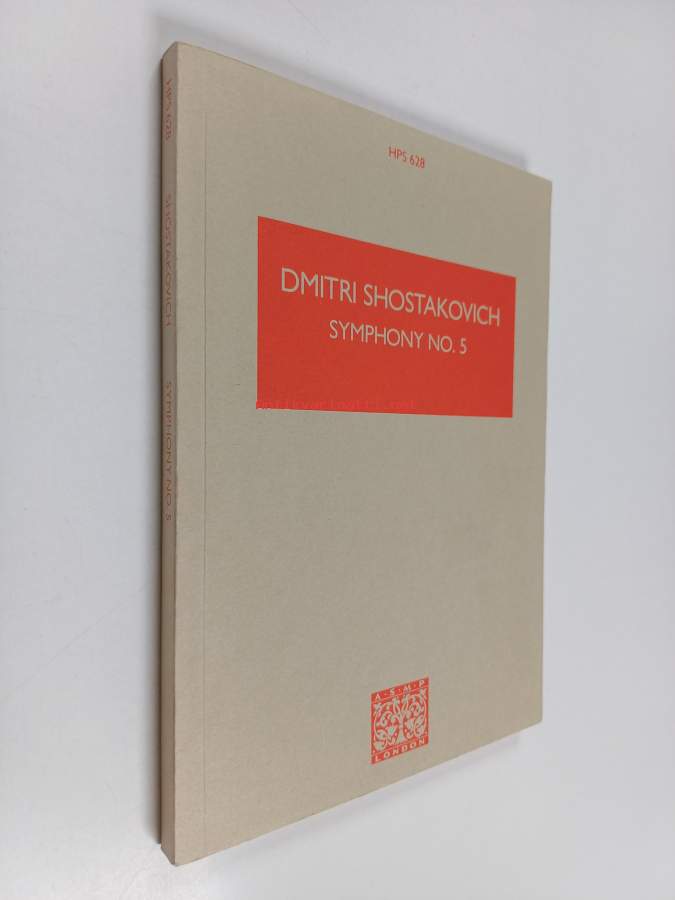 HPS 628
DMITRI SHOSTAKOVICH
SYMPHONY NO. 5
A·S·M·P
LONDON
HPS 628 SHOSTAKOVICH SYMPHONY NO. 5